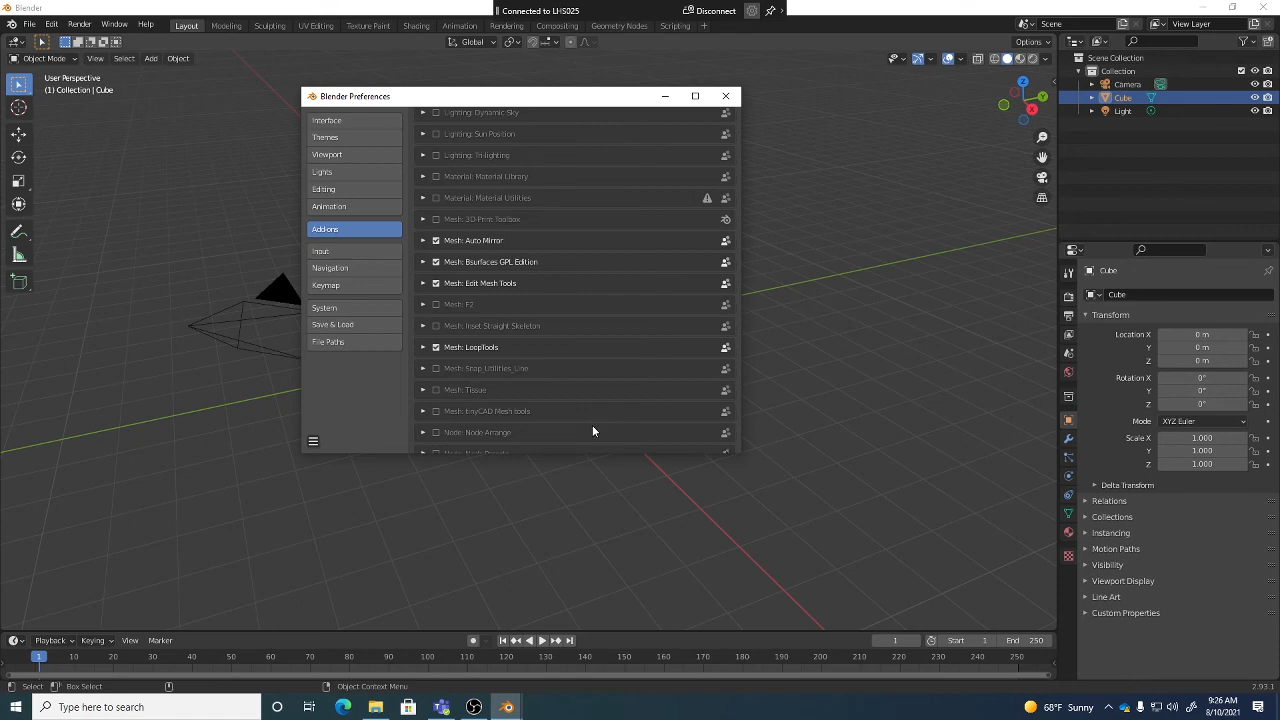 Blender
Connected to LHS025
Disconnect
File Edit Render Window Help Layout Modeling Sculpting UV Editing Texture Paint Shading Animation Rendering Compositing Geometry Nodes Scripting + Scene View Layer
Global Options
Object Mode View Select Add Object
User Perspective
(1) Collection | Cube
Scene Collection
Collection
Camera
Cube
Light
Z
Y
X
Blender Preferences
Interface
Themes
Viewport
Lights
Editing
Animation
Add-ons
Input
Navigation
Keymap
System
Save & Load
File Paths
Lighting: Dynamic Sky
Lighting: Sun Position
Lighting: Tri-lighting
Material: Material Library
Material: Material Utilities
Mesh: 3D-Print Toolbox
Mesh: Auto Mirror
Mesh: Bsurfaces GPL Edition
Mesh: Edit Mesh Tools
Mesh: F2
Mesh: Inset Straight Skeleton
Mesh: LoopTools
Mesh: Snap_Utilities_Line
Mesh: Tissue
Mesh: tinyCAD Mesh tools
Node: Node Arrange
Cube
Cube
Transform
Location X 0 m
Y 0 m
Z 0 m
Rotation X 0°
Y 0°
Z 0°
Mode XYZ Euler
Scale X 1.000
Y 1.000
Z 1.000
Delta Transform
Relations
Collections
Instancing
Motion Paths
Visibility
Viewport Display
Line Art
Custom Properties
Playback Keying View Marker 1 Start 1 End 250
1 10 20 30 40 50 60 70 80 90 100 110 120 130 140 150 160 170 180 190 200 210 220 230 240 250
Select Box Select Object Context Menu 2.93.1
Type here to search
68°F Sunny
9:26 AM
8/10/2021